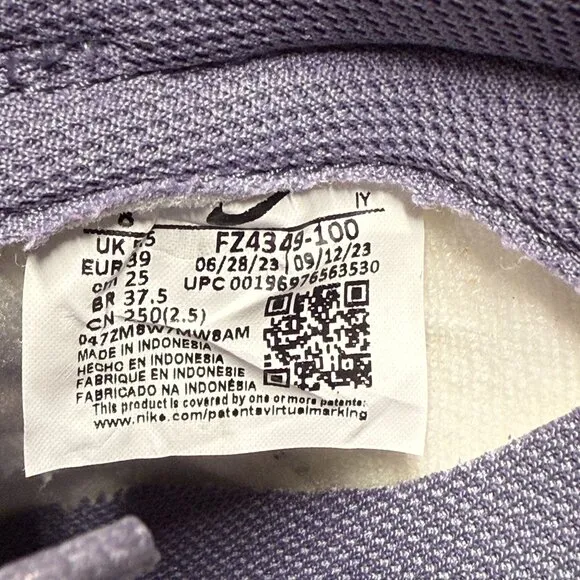 8 IY
UK 5.5 FZ4349-100
EUR 39 06/28/23 09/12/23
cm 25 UPC 00196976563530
BR 37.5
CN 250(2.5)
MADE IN INDONESIA
HECHO EN INDONESIA
FABRIQUE EN INDONESIE
FABRICADO NA INDONÉSIA
This product is covered by one or more patents:
www.nike.com/patentsvirtualmarking